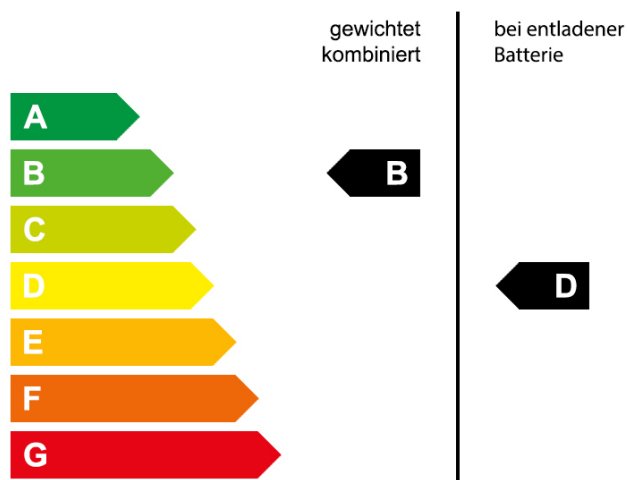 gewichtet
kombiniert
bei entladener
Batterie
A
B
B
C
D
D
E
F
G